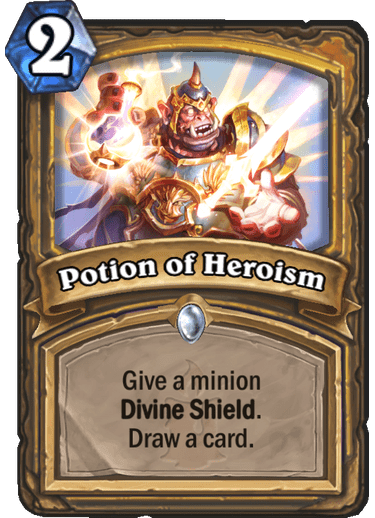 2
Potion of Heroism
Give a minion
Divine Shield.
Draw a card.